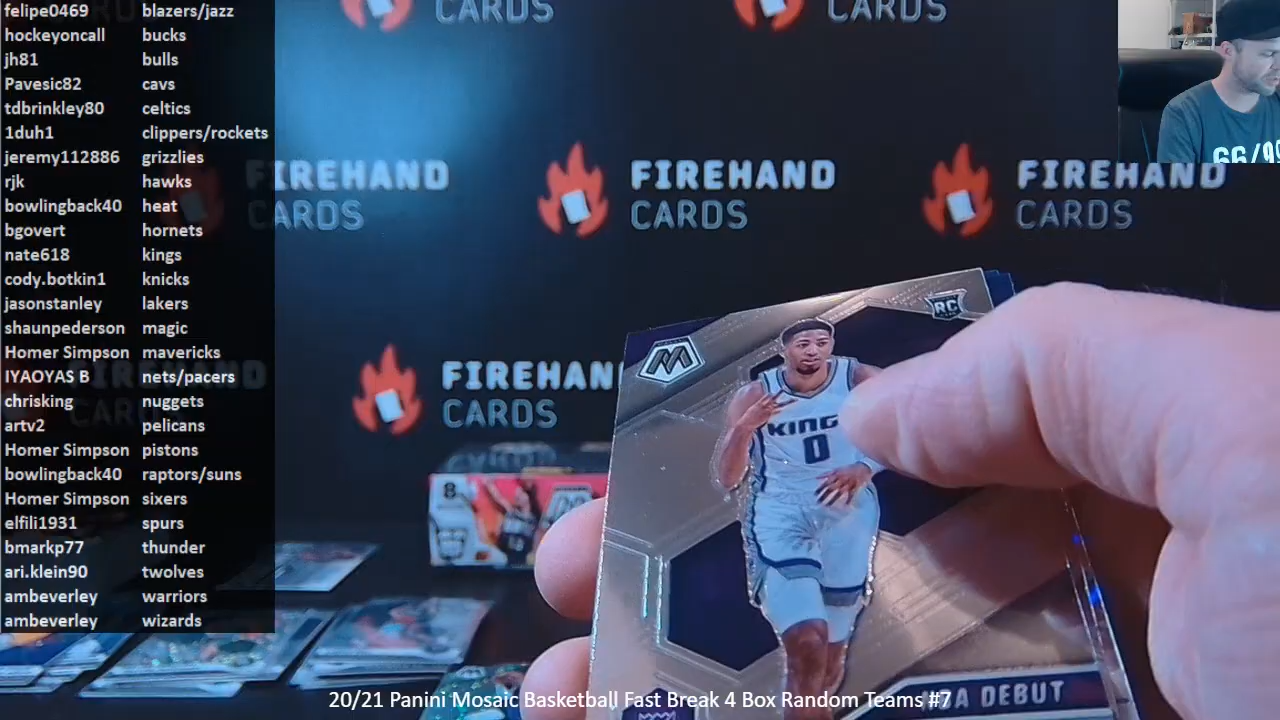 felipe0469 blazers/jazz
hockeyoncall bucks
jh81 bulls
Pavesic82 cavs
tdbrinkley80 celtics
1duh1 clippers/rockets
jeremy112886 grizzlies
rjk hawks
bowlingback40 heat
bgovert hornets
nate618 kings
cody.botkin1 knicks
jasonstanley lakers
shaunpederson magic
Homer Simpson mavericks
IYAOYAS B nets/pacers
chrisking nuggets
artv2 pelicans
Homer Simpson pistons
bowlingback40 raptors/suns
Homer Simpson sixers
elfili1931 spurs
bmarkp77 thunder
ari.klein90 twolves
ambeverley warriors
ambeverley wizards
CARDS
CARDS
FIREHAND
CARDS
FIREHAND
CARDS
FIREHAND
CARDS
FIREHAN
CARDS
RC
KINGS
0
8
DEBUT
20/21 Panini Mosaic Basketball Fast Break 4 Box Random Teams #7